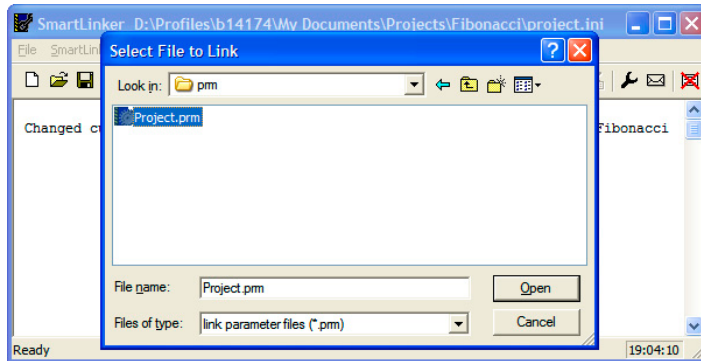 SmartLinker D:\Profiles\b14174\My Documents\Projects\Fibonacci\project.ini
File SmartLin
Select File to Link
Look in: prm
Changed c
Fibonacci
Project.prm
File name: Project.prm Open
Files of type: link parameter files (*.prm) Cancel
Ready 19:04:10